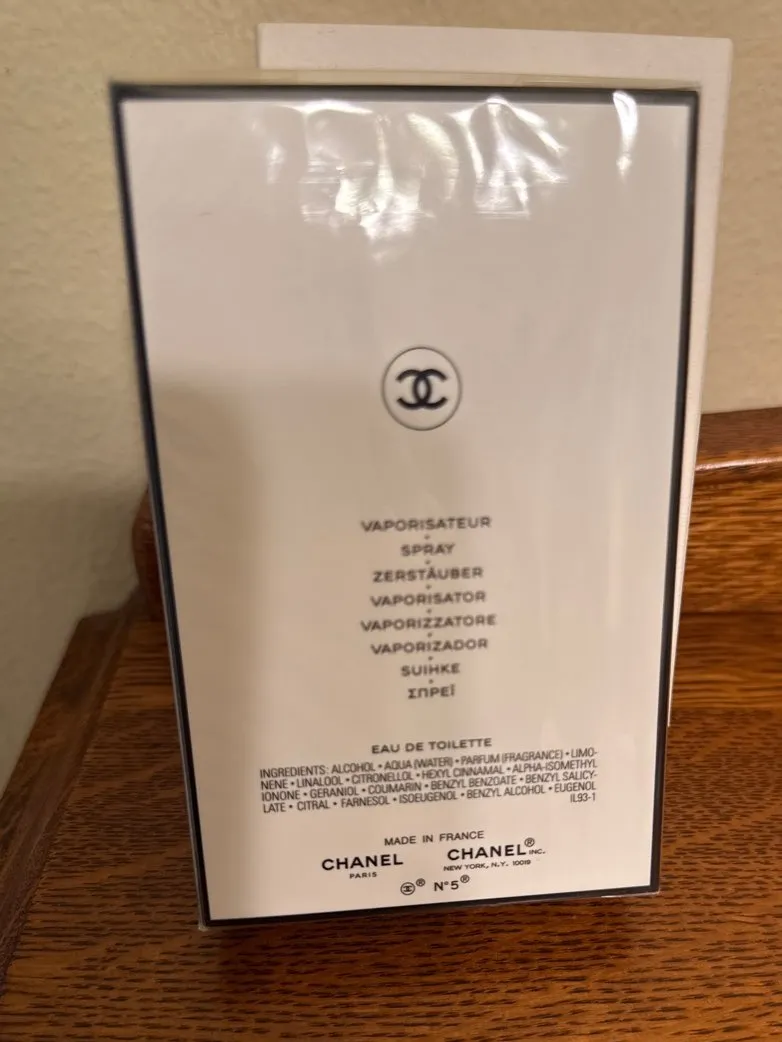 VAPORISATEUR
SPRAY
ZERSTÄUBER
VAPORISATOR
VAPORIZZATORE
VAPORIZADOR
SUIHKE
ΣΠΡΕΪ
EAU DE TOILETTE
INGREDIENTS: ALCOHOL • AQUA (WATER) • PARFUM (FRAGRANCE) • LIMO-
NENE • LINALOOL • CITRONELLOL • HEXYL CINNAMAL • ALPHA-ISOMETHYL
IONONE • GERANIOL • COUMARIN • BENZYL BENZOATE • BENZYL SALICY-
LATE • CITRAL • FARNESOL • ISOEUGENOL • BENZYL ALCOHOL • EUGENOL
IL93-1
MADE IN FRANCE
CHANEL CHANEL® INC.
PARIS NEW YORK, N.Y. 10019
® N°5®